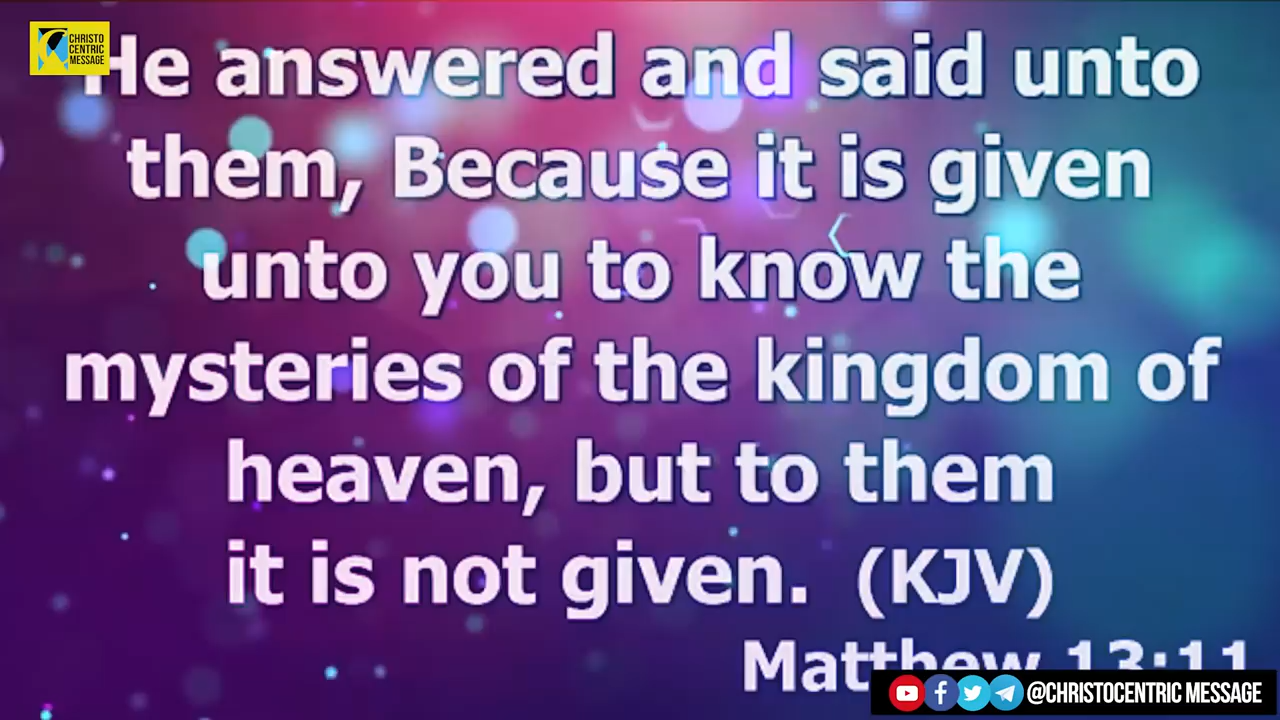 CHRISTO
CENTRIC
MESSAGE
He answered and said unto
them, Because it is given
unto you to know the
mysteries of the kingdom of
heaven, but to them
it is not given. (KJV)
Matthew 13:11
@CHRISTOCENTRIC MESSAGE